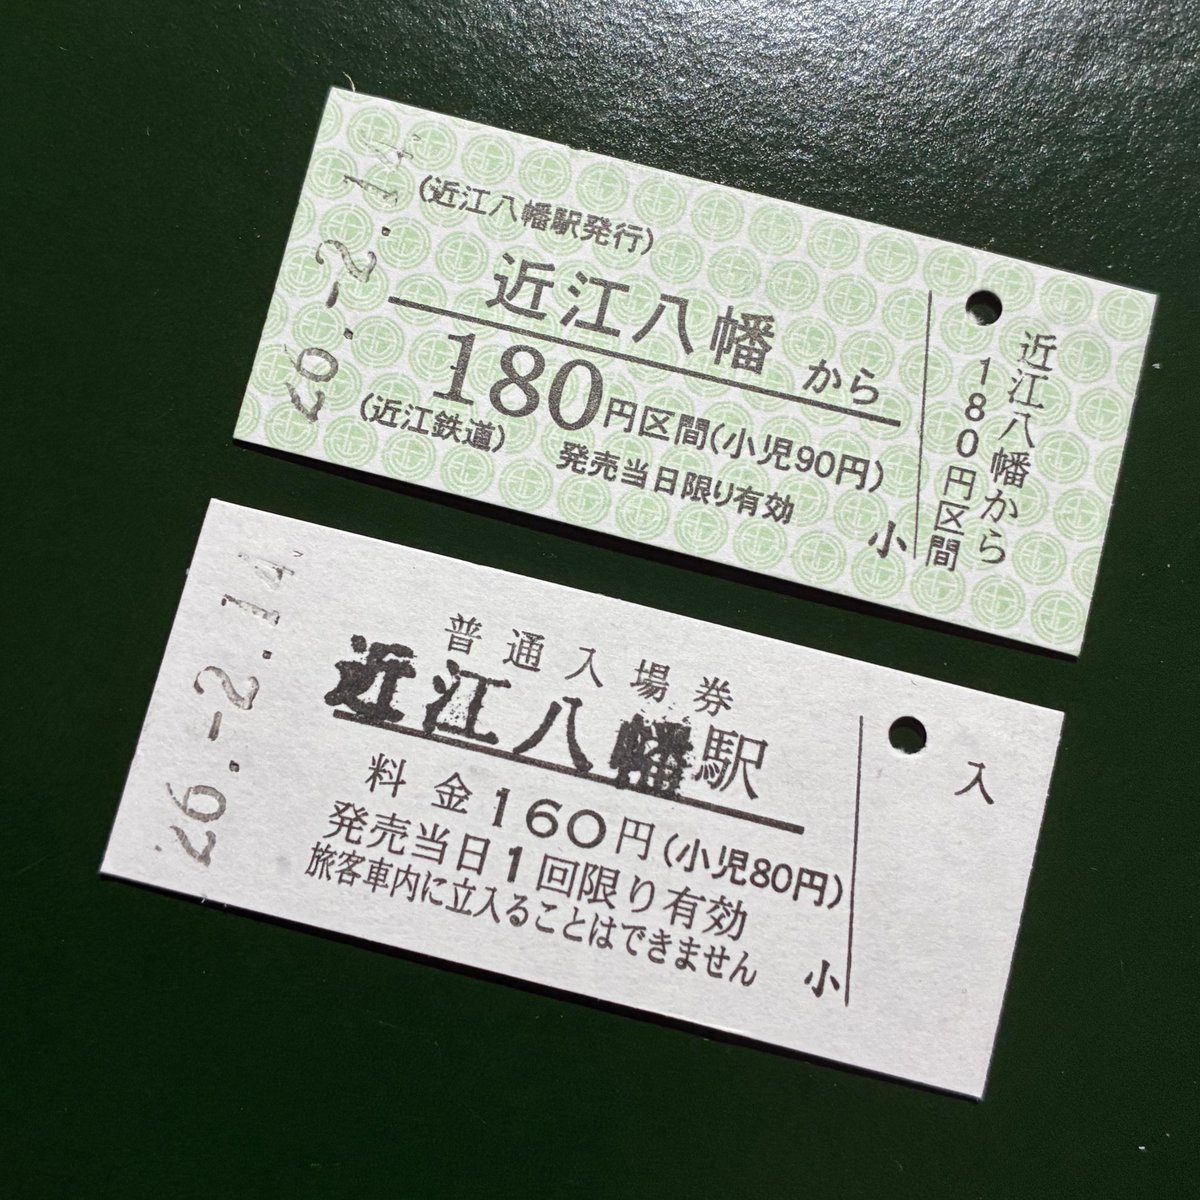 26.-2.14
(近江八幡駅発行)
近江八幡から
180円区間(小児90円)
(近江鉄道) 発売当日限り有効
小
近江八幡から
180円区間
26.-2.14
普通入場券
近江八幡駅
料金160円(小児80円)
発売当日1回限り有効
旅客車内に立入ることはできません
小
入